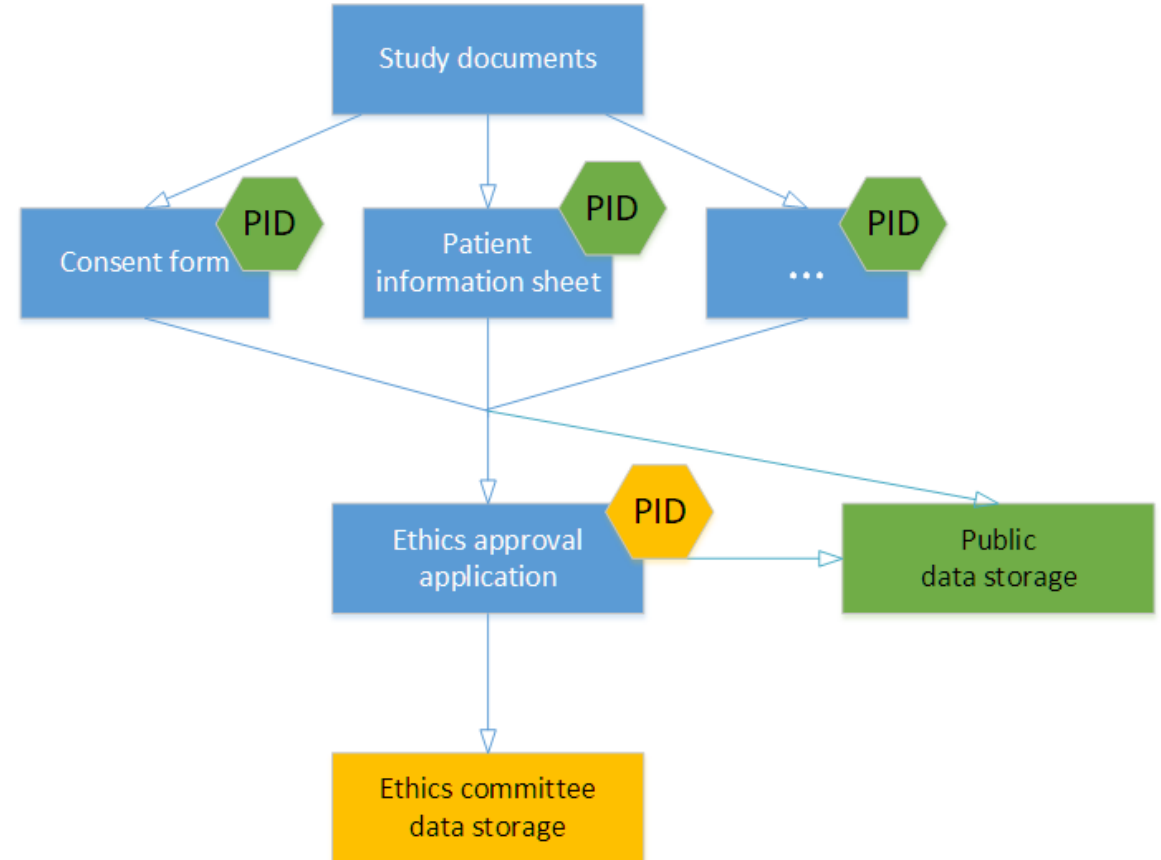 Study documents
PID
PID
PID
Consent form
Patient
information sheet
...
PID
Ethics approval
application
Public
data storage
Ethics committee
data storage